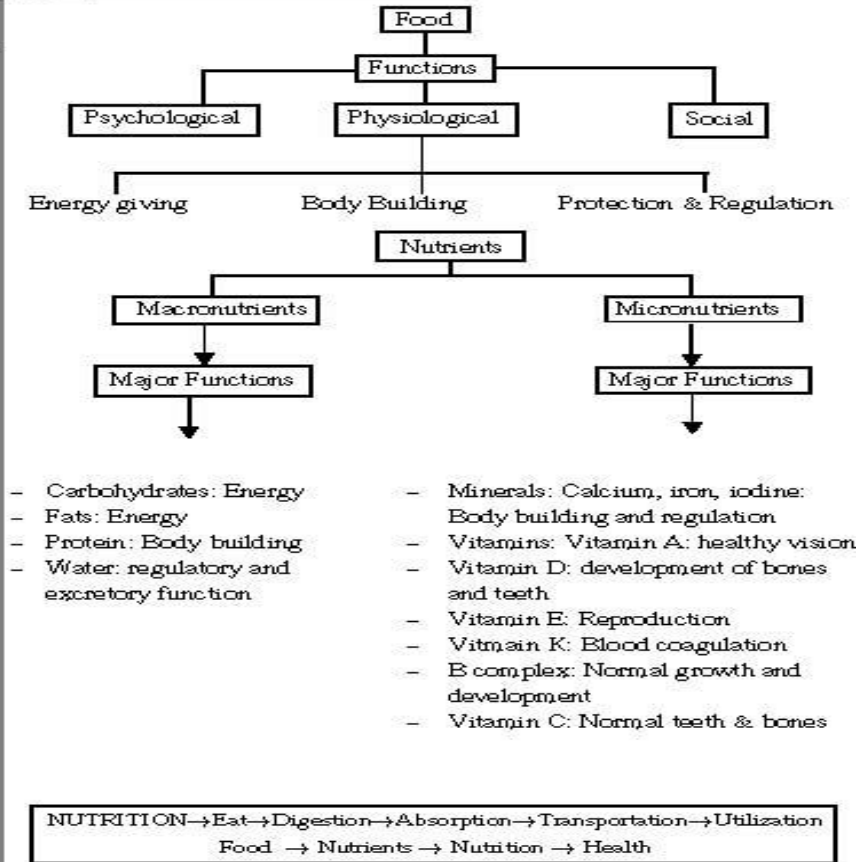 Food
Functions
Psychological Physiological Social
Energy giving Body Building Protection & Regulation
Nutrients
Macronutrients Micronutrients
Major Functions Major Functions
- Carbohydrates: Energy
- Fats: Energy
- Protein: Body building
- Water: regulatory and
excretory function
- Minerals: Calcium, iron, iodine:
Body building and regulation
- Vitamins: Vitamin A: healthy vision
- Vitamin D: development of bones
and teeth
- Vitamin E: Reproduction
- Vitmain K: Blood coagulation
- B complex: Normal growth and
development
- Vitamin C: Normal teeth & bones
NUTRITION→Eat→Digestion→Absorption→Transportation→Utilization
Food → Nutrients → Nutrition → Health